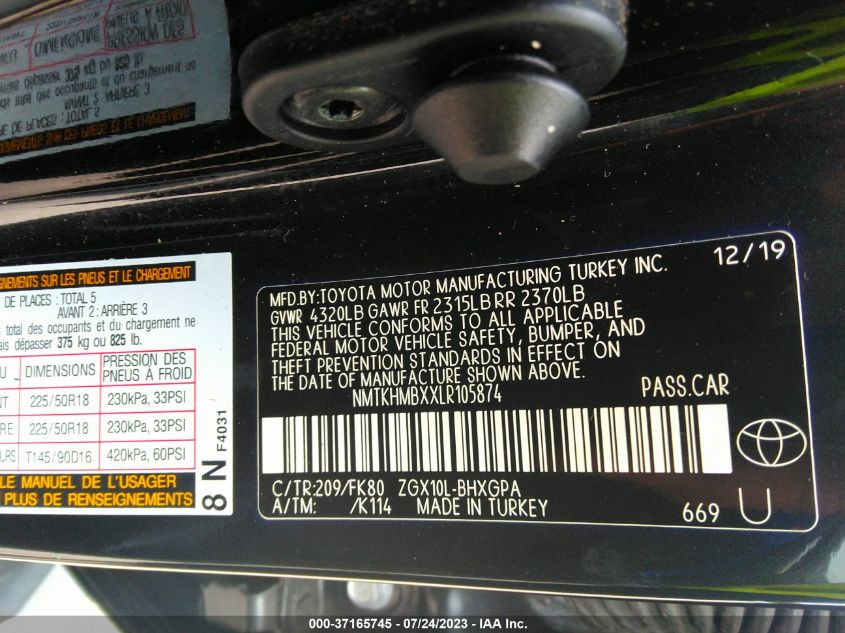 GNEMENTS SUR LES PNEUS ET LE CHARGEMENT
DE PLACES: TOTAL 5
AVANT 2: ARRIÈRE 3
total des occupants et du chargement ne
dépasser 375 kg ou 825 lb.
DIMENSIONS PRESSION DES PNEUS À FROID
225/50R18 230kPa, 33PSI
225/50R18 230kPa, 33PSI
T145/90D16 420kPa, 60PSI
LE MANUEL DE L'USAGER
PLUS DE RENSEIGNEMENTS
8 N F4031
12/19
MFD.BY:TOYOTA MOTOR MANUFACTURING TURKEY INC.
GVWR 4320LB GAWR FR 2315LB RR 2370LB
THIS VEHICLE CONFORMS TO ALL APPLICABLE
FEDERAL MOTOR VEHICLE SAFETY, BUMPER, AND
THEFT PREVENTION STANDARDS IN EFFECT ON
THE DATE OF MANUFACTURE SHOWN ABOVE.
NMTKHMBXXLR105874 PASS.CAR
C/TR:209/FK80 ZGX10L-BHXGPA
A/TM: /K114 MADE IN TURKEY
669 U
000-37165745 - 07/24/2023 - IAA Inc.